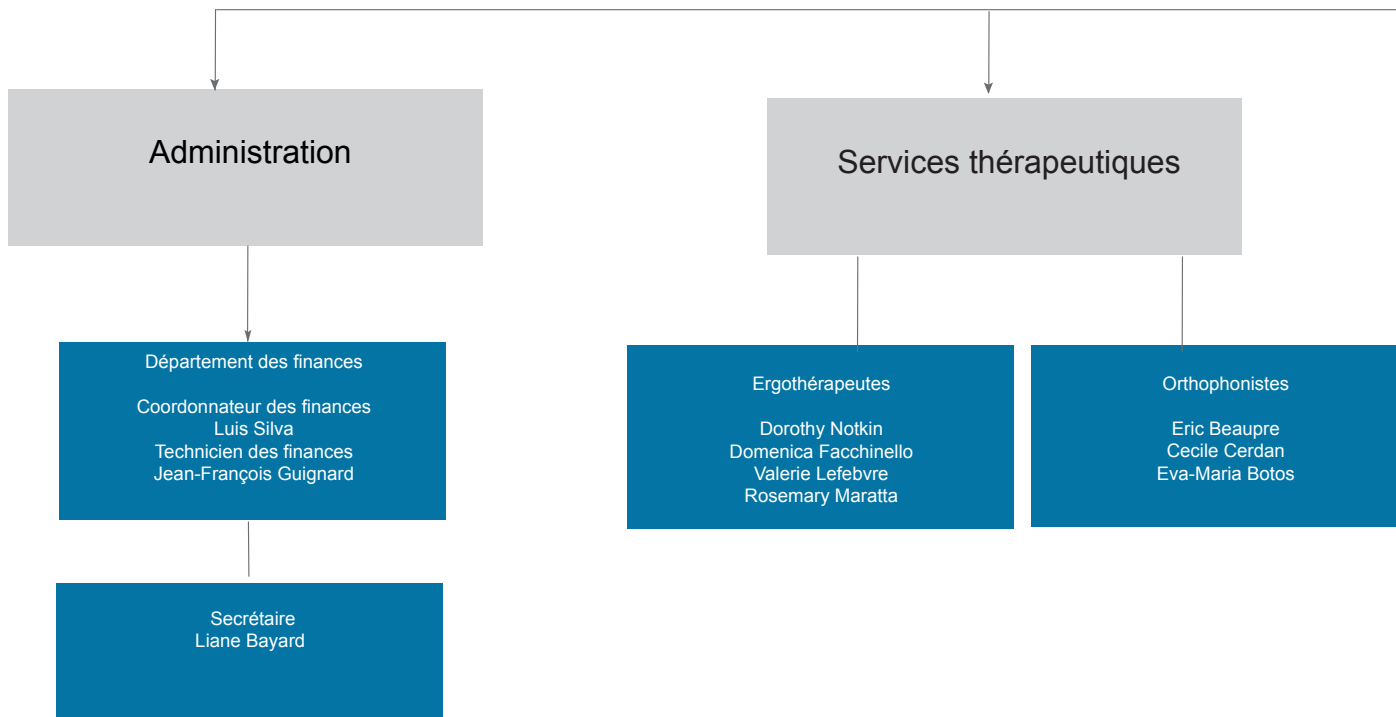 Administration
Services thérapeutiques
Département des finances
Coordonnateur des finances
Luis Silva
Technicien des finances
Jean-François Guignard
Secrétaire
Liane Bayard
Ergothérapeutes
Dorothy Notkin
Domenica Facchinello
Valerie Lefebvre
Rosemary Maratta
Orthophonistes
Eric Beaupre
Cecile Cerdan
Eva-Maria Botos